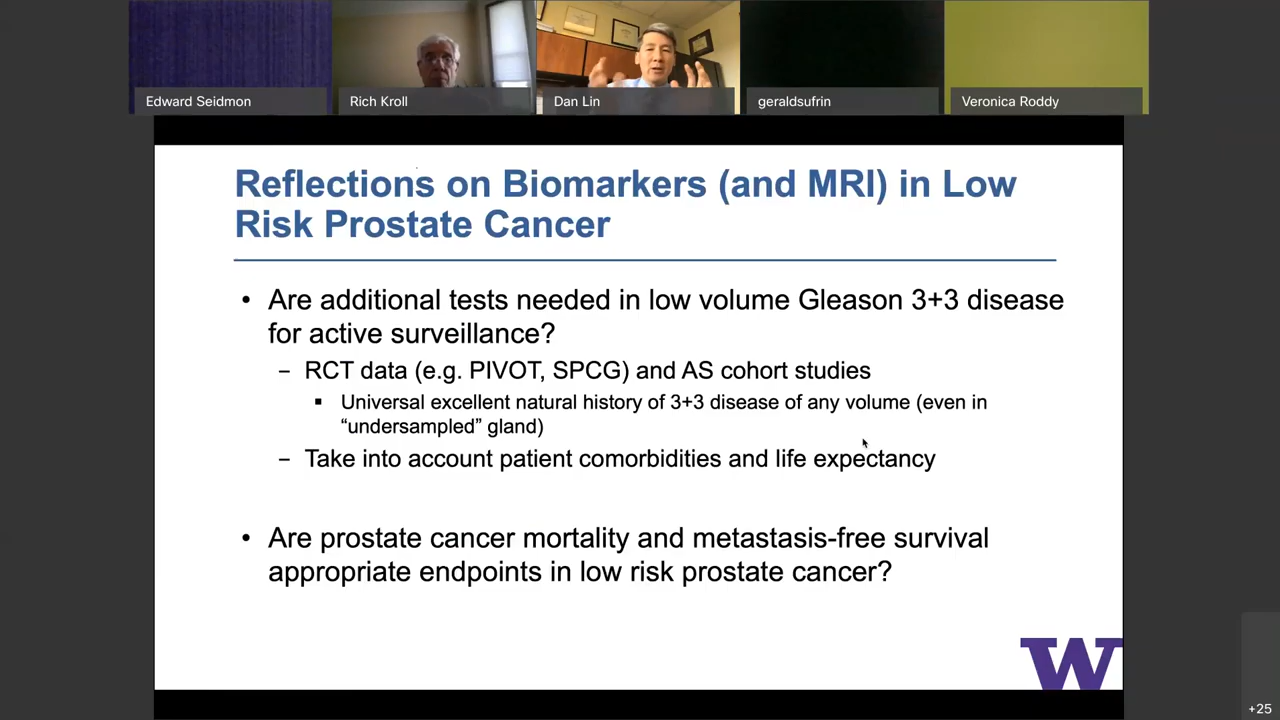 Edward Seidmon
Rich Kroll
Dan Lin
geraldsufrin
Veronica Roddy
Reflections on Biomarkers (and MRI) in Low
Risk Prostate Cancer
• Are additional tests needed in low volume Gleason 3+3 disease
for active surveillance?
– RCT data (e.g. PIVOT, SPCG) and AS cohort studies
▪ Universal excellent natural history of 3+3 disease of any volume (even in
“undersampled” gland)
– Take into account patient comorbidities and life expectancy
• Are prostate cancer mortality and metastasis-free survival
appropriate endpoints in low risk prostate cancer?
W
+25